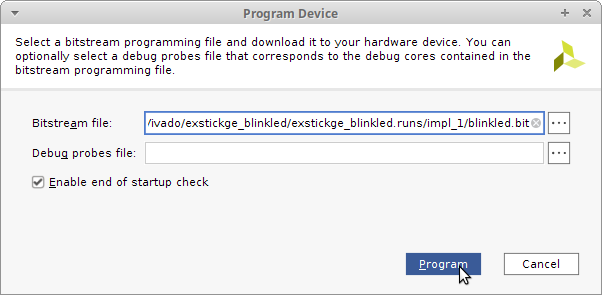 Program Device
Select a bitstream programming file and download it to your hardware device. You can
optionally select a debug probes file that corresponds to the debug cores contained in the
bitstream programming file.
Bitstream file: /ivado/exstickge_blinkled/exstickge_blinkled.runs/impl_1/blinkled.bit ...
Debug probes file: ...
Enable end of startup check
Program Cancel